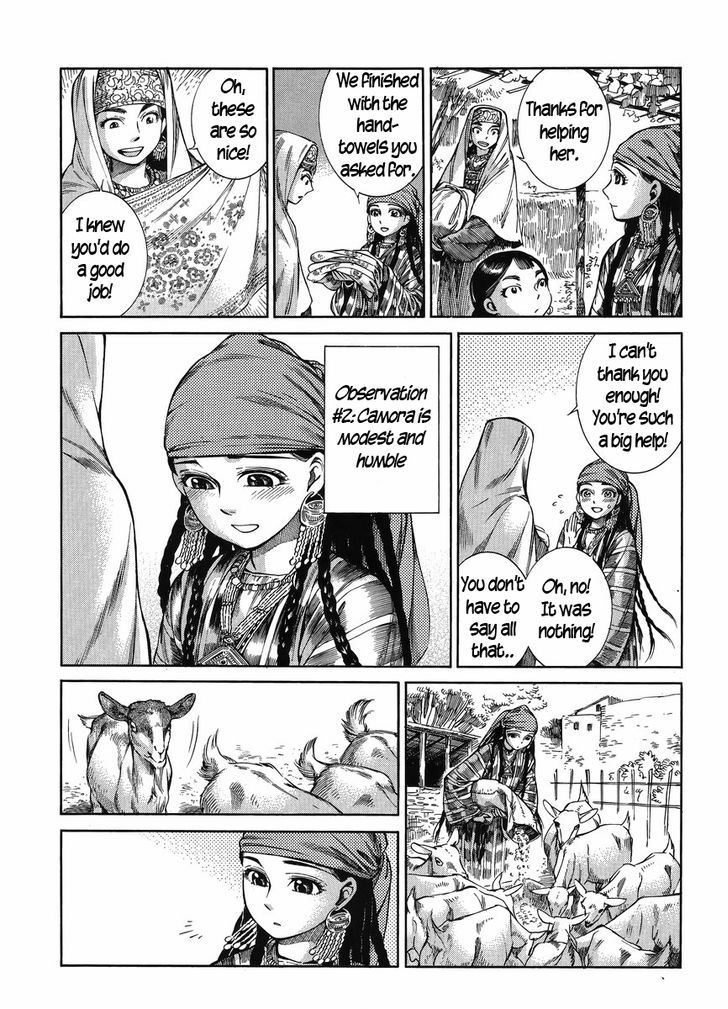 Thanks for
helping
her.
We finished
with the
hand-
towels you
asked for.
Oh,
these
are so
nice!
I knew
you'd do
a good
job!
I can't
thank you
enough!
You're such
a big help!
Oh, no!
It was
nothing!
You don't
have to
say all
that..
Observation
#2: Camora is
modest and
humble